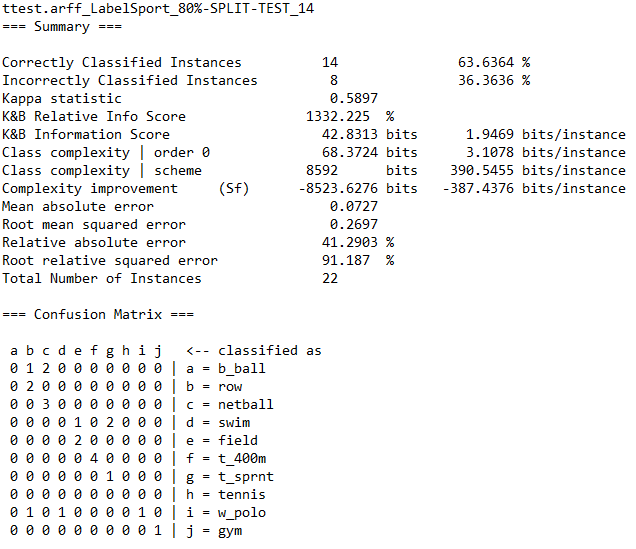 ttest.arff_LabelSport_80%-SPLIT-TEST_14
=== Summary ===
Correctly Classified Instances 14 63.6364 %
Incorrectly Classified Instances 8 36.3636 %
Kappa statistic 0.5897
K&B Relative Info Score 1332.225 %
K&B Information Score 42.8313 bits 1.9469 bits/instance
Class complexity | order 0 68.3724 bits 3.1078 bits/instance
Class complexity | scheme 8592 bits 390.5455 bits/instance
Complexity improvement (Sf) -8523.6276 bits -387.4376 bits/instance
Mean absolute error 0.0727
Root mean squared error 0.2697
Relative absolute error 41.2903 %
Root relative squared error 91.187 %
Total Number of Instances 22
=== Confusion Matrix ===
a b c d e f g h i j <-- classified as
0 1 2 0 0 0 0 0 0 0 | a = b_ball
0 2 0 0 0 0 0 0 0 0 | b = row
0 0 3 0 0 0 0 0 0 0 | c = netball
0 0 0 0 1 0 2 0 0 0 | d = swim
0 0 0 0 2 0 0 0 0 0 | e = field
0 0 0 0 0 4 0 0 0 0 | f = t_400m
0 0 0 0 0 0 1 0 0 0 | g = t_sprnt
0 0 0 0 0 0 0 0 0 0 | h = tennis
0 1 0 1 0 0 0 0 1 0 | i = w_polo
0 0 0 0 0 0 0 0 0 1 | j = gym